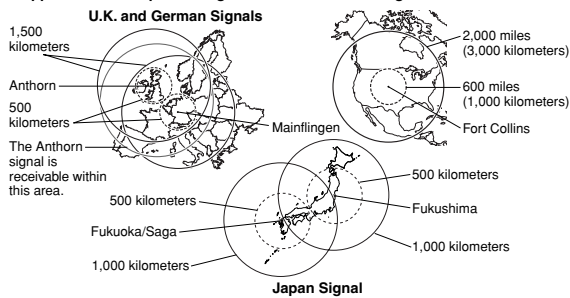 U.K. and German Signals
1,500
kilometers
Anthorn
500
kilometers
The Anthorn
signal is
receivable within
this area.
Mainflingen
2,000 miles
(3,000 kilometers)
600 miles
(1,000 kilometers)
Fort Collins
500 kilometers
Fukuoka/Saga
1,000 kilometers
500 kilometers
Fukushima
1,000 kilometers
Japan Signal